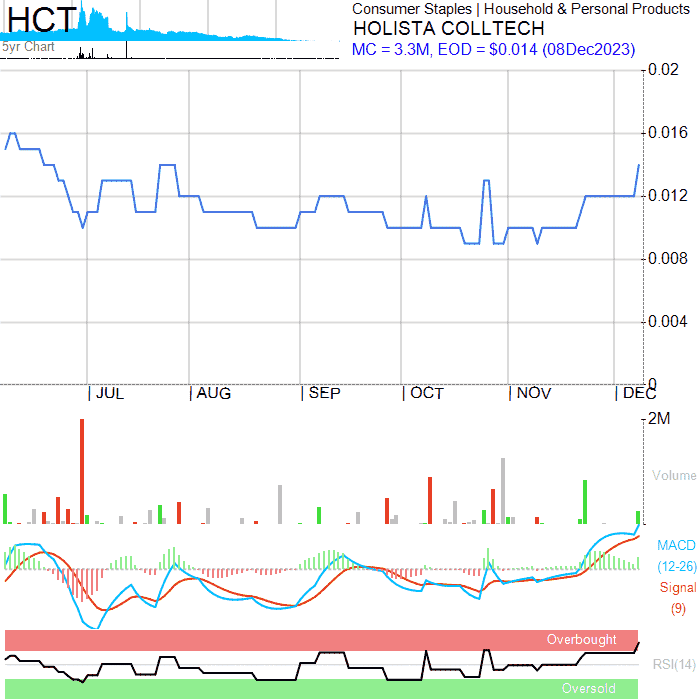 HCT
5yr Chart
Consumer Staples | Household & Personal Products
HOLISTA COLLTECH
MC = 3.3M, EOD = $0.014 (08Dec2023)
0.02
0.016
0.012
0.008
0.004
0
JUL AUG SEP OCT NOV DEC
2M
Volume
MACD
(12-26)
Signal
(9)
Overbought
RSI(14)
Oversold